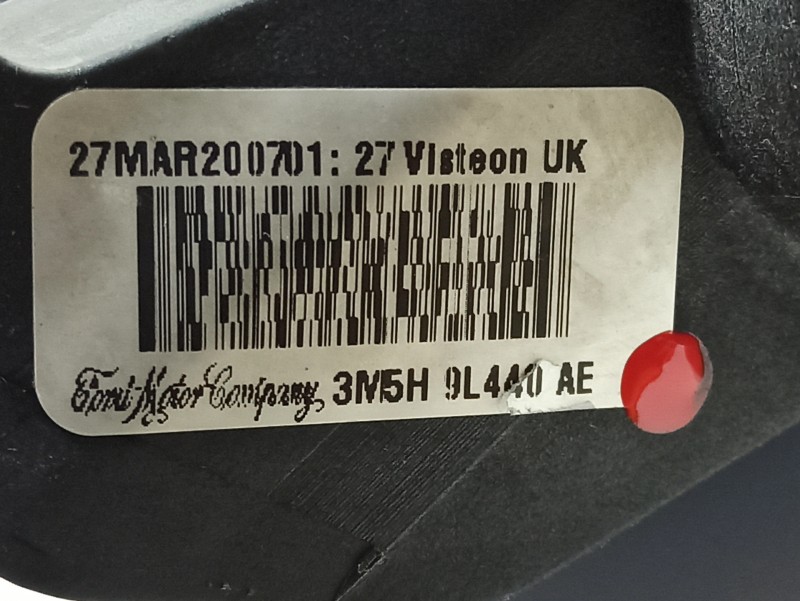 27MAR200701: 27 Visteon UK
Ford Motor Company 3M5H 9L440 AE